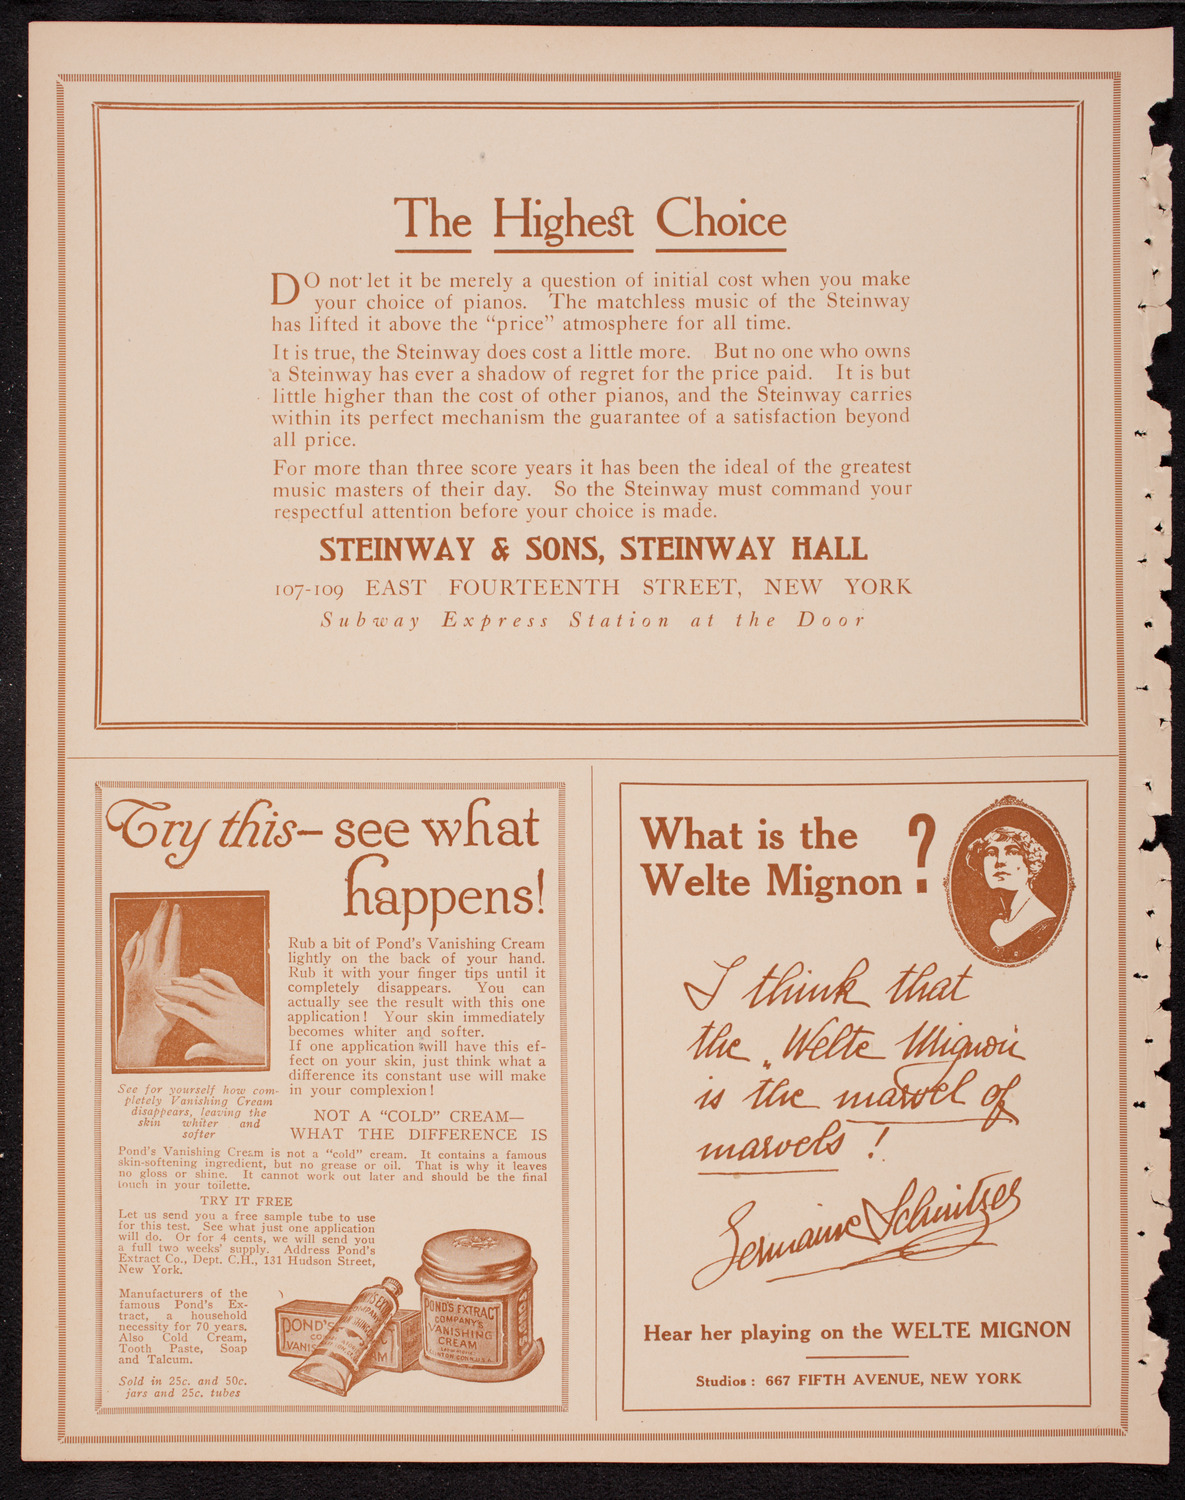 The Highest Choice
DO not let it be merely a question of initial cost when you make
your choice of pianos. The matchless music of the Steinway
has lifted it above the “price” atmosphere for all time.
It is true, the Steinway does cost a little more. But no one who owns
a Steinway has ever a shadow of regret for the price paid. It is but
little higher than the cost of other pianos, and the Steinway carries
within its perfect mechanism the guarantee of a satisfaction beyond
all price.
For more than three score years it has been the ideal of the greatest
music masters of their day. So the Steinway must command your
respectful attention before your choice is made.
STEINWAY & SONS, STEINWAY HALL
107-109 EAST FOURTEENTH STREET, NEW YORK
Subway Express Station at the Door
Try this—see what
happens!
Rub a bit of Pond's Vanishing Cream
lightly on the back of your hand.
Rub it with your finger tips until it
completely disappears. You can
actually see the result with this one
application! Your skin immediately
becomes whiter and softer.
If one application will have this ef-
fect on your skin, just think what a
difference its constant use will make
in your complexion!
See for yourself how com-
pletely Vanishing Cream
disappears, leaving the
skin whiter and
softer
NOT A “COLD” CREAM—
WHAT THE DIFFERENCE IS
Pond's Vanishing Cream is not a “cold” cream. It contains a famous
skin-softening ingredient, but no grease or oil. That is why it leaves
no gloss or shine. It cannot work out later and should be the final
touch in your toilette.
TRY IT FREE
Let us send you a free sample tube to use
for this test. See what just one application
will do. Or for 4 cents, we will send you
a full two weeks' supply. Address Pond's
Extract Co., Dept. C.H., 131 Hudson Street,
New York.
Manufacturers of the
famous Pond's Ex-
tract, a household
necessity for 70 years.
Also Cold Cream,
Tooth Paste, Soap
and Talcum.
Sold in 25c. and 50c.
jars and 25c. tubes
POND'S
VANIS
AM
POND'S EXTRACT
COMPANY'S
VANISHING
CREAM
What is the
Welte Mignon?
I think that
the „Welte Mignon
is the marvel of
marvels!
Germaine Schnitzer
Hear her playing on the WELTE MIGNON
Studios: 667 FIFTH AVENUE, NEW YORK